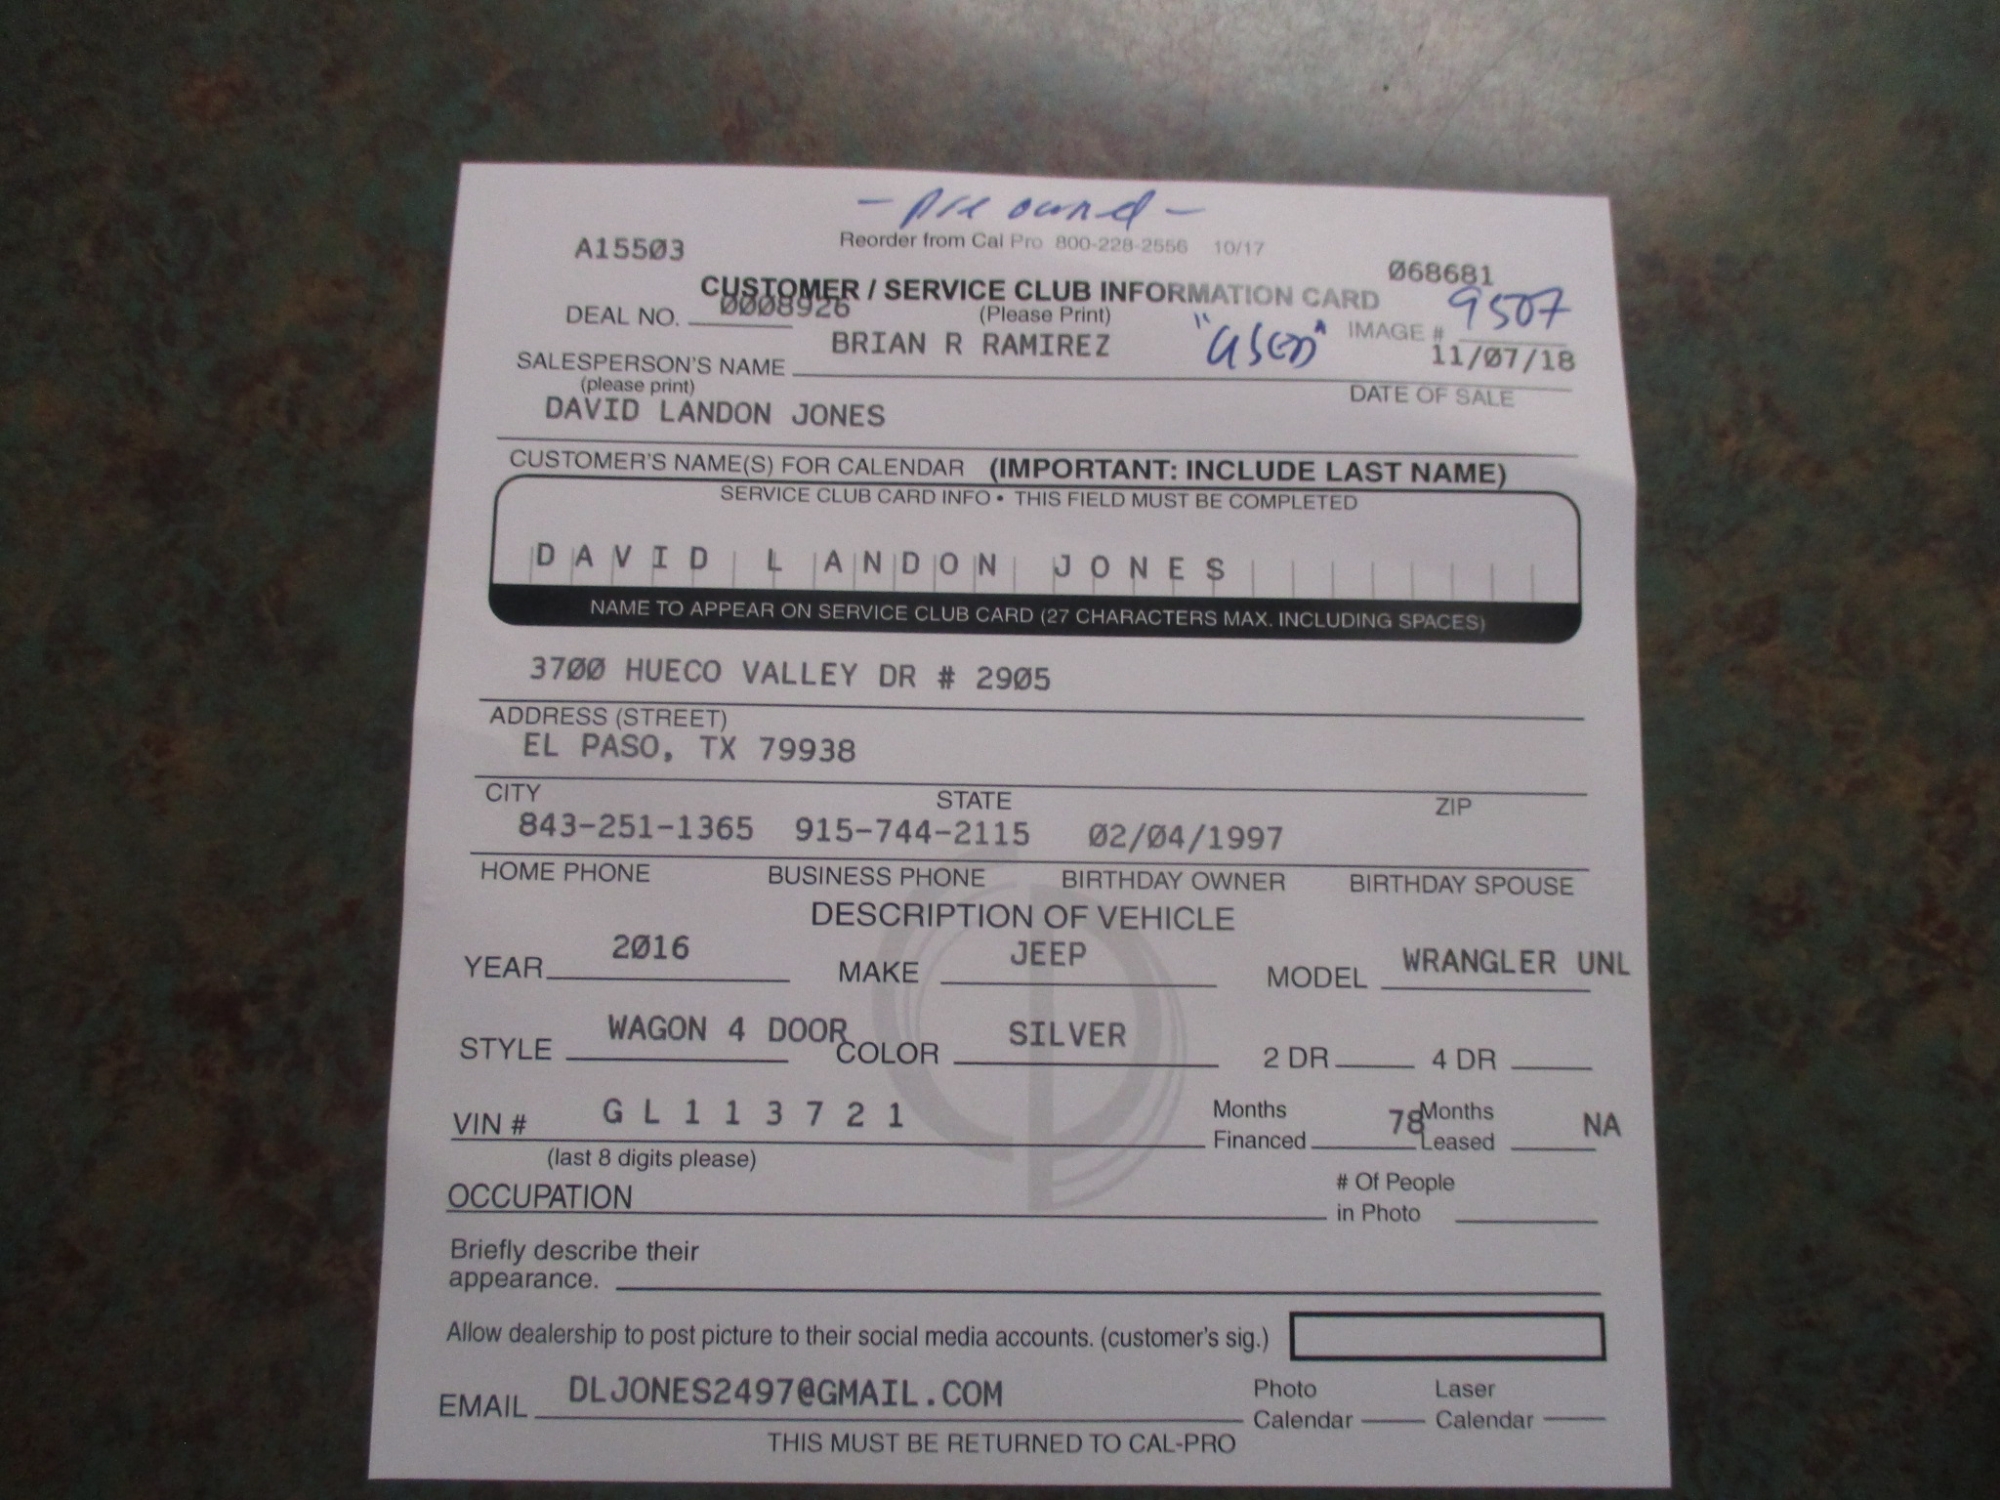 - pre owned -
A15503 Reorder from Cal Pro 800-228-2556 10/17 068681
CUSTOMER / SERVICE CLUB INFORMATION CARD
DEAL NO. 0008926 (Please Print) "USED" IMAGE # 9507
SALESPERSON'S NAME BRIAN R RAMIREZ 11/07/18
(please print) DATE OF SALE
DAVID LANDON JONES
CUSTOMER'S NAME(S) FOR CALENDAR (IMPORTANT: INCLUDE LAST NAME)
SERVICE CLUB CARD INFO • THIS FIELD MUST BE COMPLETED
DAVID LANDON JONES
NAME TO APPEAR ON SERVICE CLUB CARD (27 CHARACTERS MAX. INCLUDING SPACES)
3700 HUECO VALLEY DR # 2905
ADDRESS (STREET)
EL PASO, TX 79938
CITY STATE ZIP
843-251-1365 915-744-2115 02/04/1997
HOME PHONE BUSINESS PHONE BIRTHDAY OWNER BIRTHDAY SPOUSE
DESCRIPTION OF VEHICLE
YEAR 2016 MAKE JEEP MODEL WRANGLER UNL
STYLE WAGON 4 DOOR COLOR SILVER 2 DR 4 DR
VIN # G L 1 1 3 7 2 1 Months Financed 78 Months Leased NA
(last 8 digits please)
OCCUPATION # Of People in Photo
Briefly describe their
appearance.
Allow dealership to post picture to their social media accounts. (customer's sig.)
EMAIL DLJONES2497@GMAIL.COM Photo Calendar Laser Calendar
THIS MUST BE RETURNED TO CAL-PRO